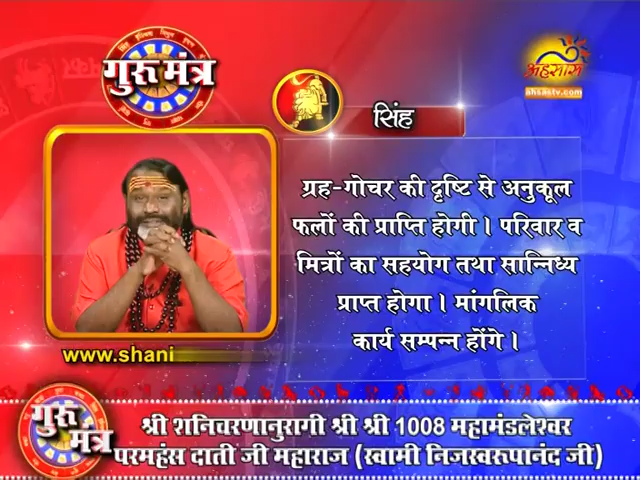 गुरु मंत्र
अहसास
ahsastv.com
सिंह
ग्रह-गोचर की दृष्टि से अनुकूल
फलों की प्राप्ति होगी । परिवार व
मित्रों का सहयोग तथा सान्निध्य
प्राप्त होगा । मांगलिक
कार्य सम्पन्न होंगे ।
www.shani
गुरु
मंत्र
श्री शनिचरणानुरागी श्री श्री 1008 महामंडलेश्वर
परमहंस दाती जी महाराज (स्वामी निजस्वरूपानंद जी)